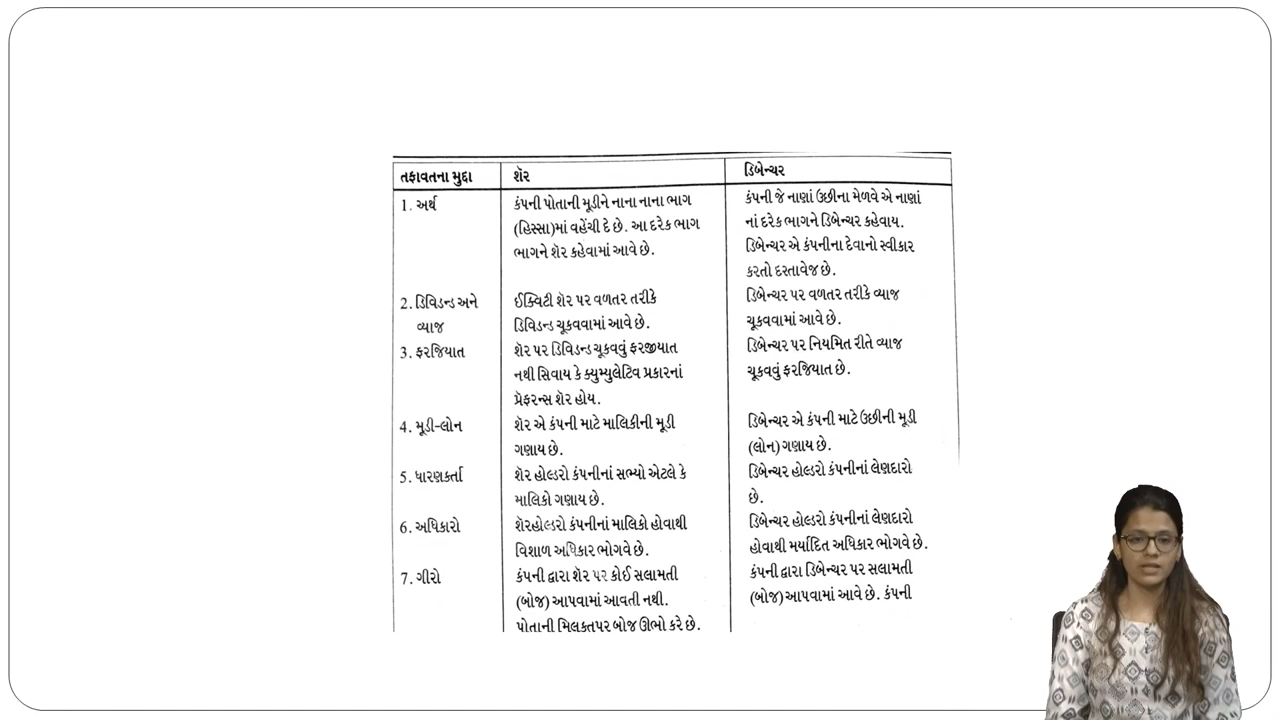 તફાવતના મુદ્દા	શૅર	ડિબેન્ચર
1. અર્થ	કંપની પોતાની મૂડીને નાના નાના ભાગ	કંપની જે નાણાં ઉછીના મેળવે એ નાણાં
(હિસ્સા)માં વહેંચી દે છે. આ દરેક ભાગ	નાં દરેક ભાગને ડિબેન્ચર કહેવાય.
ભાગને શૅર કહેવામાં આવે છે.	ડિબેન્ચર એ કંપનીના દેવાનો સ્વીકાર
કરતો દસ્તાવેજ છે.
2. ડિવિડન્ડ અને	ઈક્વિટી શૅર પર વળતર તરીકે	ડિબેન્ચર પર વળતર તરીકે વ્યાજ
વ્યાજ	ડિવિડન્ડ ચૂકવવામાં આવે છે.	ચૂકવવામાં આવે છે.
3. ફરજિયાત	શૅર પર ડિવિડન્ડ ચૂકવવું ફરજીયાત	ડિબેન્ચર પર નિયમિત રીતે વ્યાજ
નથી સિવાય કે ક્યુમ્યુલેટિવ પ્રકારનાં	ચૂકવવું ફરજિયાત છે.
પ્રૅફરન્સ શૅર હોય.
4. મૂડી-લોન	શૅર એ કંપની માટે માલિકીની મૂડી	ડિબેન્ચર એ કંપની માટે ઉછીની મૂડી
ગણાય છે.	(લોન) ગણાય છે.
5. ધારણકર્તા	શૅર હોલ્ડરો કંપનીનાં સભ્યો એટલે કે	ડિબેન્ચર હોલ્ડરો કંપનીનાં લેણદારો
માલિકો ગણાય છે.	છે.
6. અધિકારો	શૅરહોલ્ડરો કંપનીનાં માલિકો હોવાથી	ડિબેન્ચર હોલ્ડરો કંપનીનાં લેણદારો
વિશાળ અધિકાર ભોગવે છે.	હોવાથી મર્યાદિત અધિકાર ભોગવે છે.
7. ગીરો	કંપની દ્વારા શૅર પર કોઈ સલામતી	કંપની દ્વારા ડિબેન્ચર પર સલામતી
(બોજ) આપવામાં આવતી નથી.	(બોજ) આપવામાં આવે છે. કંપની
પોતાની મિલકતપર બોજ ઊભો કરે છે.